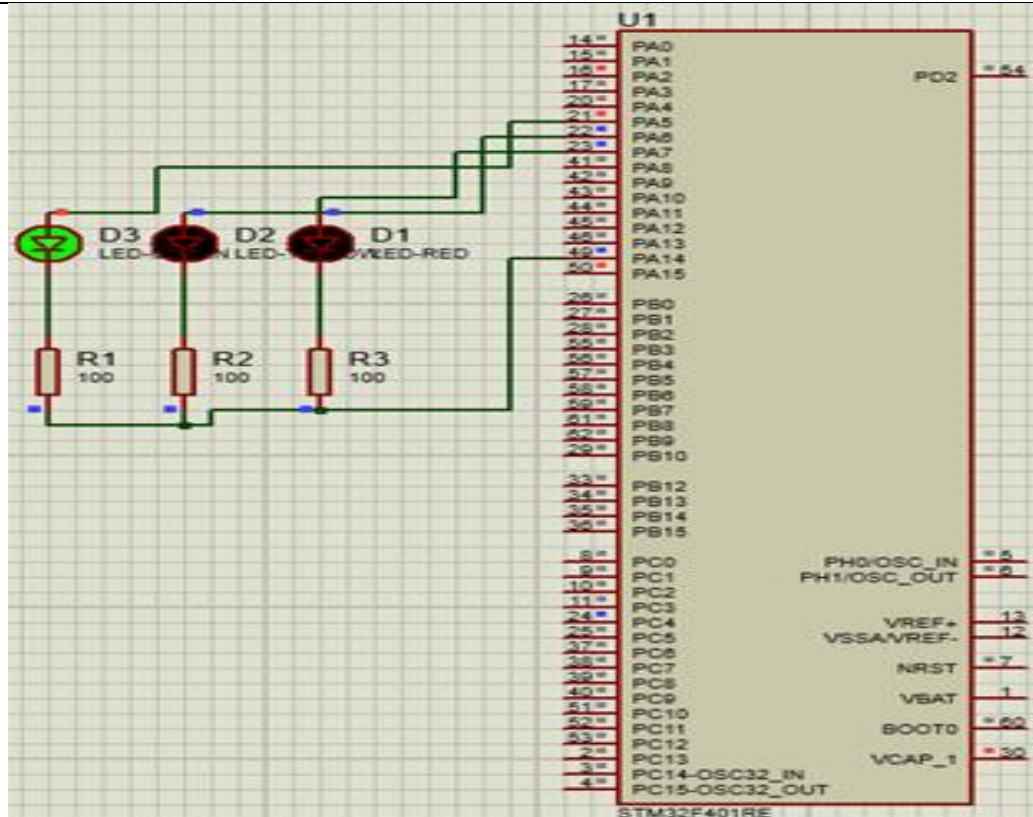 U1
14 PA0
15 PA1
16 PA2
17 PA3
20 PA4
21 PA5
22 PA6
23 PA7
41 PA8
42 PA9
43 PA10
44 PA11
45 PA12
46 PA13
49 PA14
50 PA15
26 PB0
27 PB1
28 PB2
55 PB3
56 PB4
57 PB5
58 PB6
59 PB7
61 PB8
62 PB9
29 PB10
33 PB12
34 PB13
35 PB14
36 PB15
8 PC0
9 PC1
10 PC2
11 PC3
24 PC4
25 PC5
37 PC6
38 PC7
39 PC8
40 PC9
51 PC10
52 PC11
53 PC12
2 PC13
3 PC14-OSC32_IN
4 PC15-OSC32_OUT
PD2 54
PH0/OSC_IN 5
PH1/OSC_OUT 6
VREF+ 13
VSSA/VREF- 12
NRST 7
VBAT 1
BOOT0 60
VCAP_1 30
STM32F401RE
D3
D2
D1
LED-RED
R1
100
R2
100
R3
100